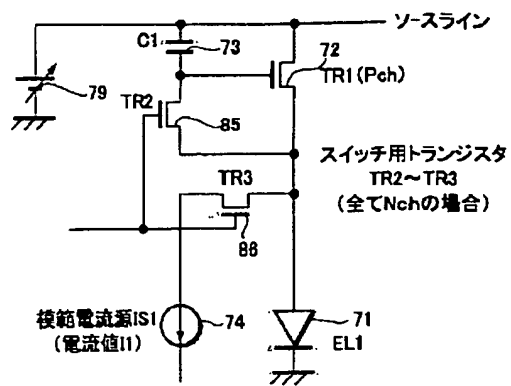 ソースライン
C1
73
72
TR1(Pch)
79
TR2
85
スイッチ用トランジスタ
TR2～TR3
(全てNchの場合)
TR3
86
模範電流源IS1
(電流値I1)
74
71
EL1